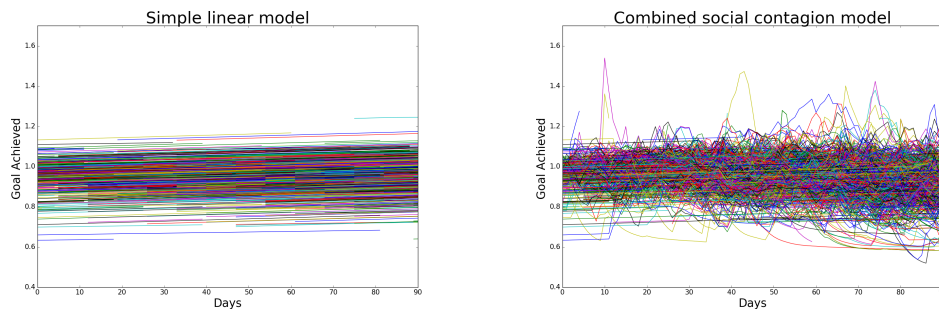 Simple linear model
Goal Achieved
1.6
1.4
1.2
1.0
0.8
0.6
0.4
0 10 20 30 40 50 60 70 80 90
Days
Combined social contagion model
Goal Achieved
1.6
1.4
1.2
1.0
0.8
0.6
0.4
0 10 20 30 40 50 60 70 80
Days